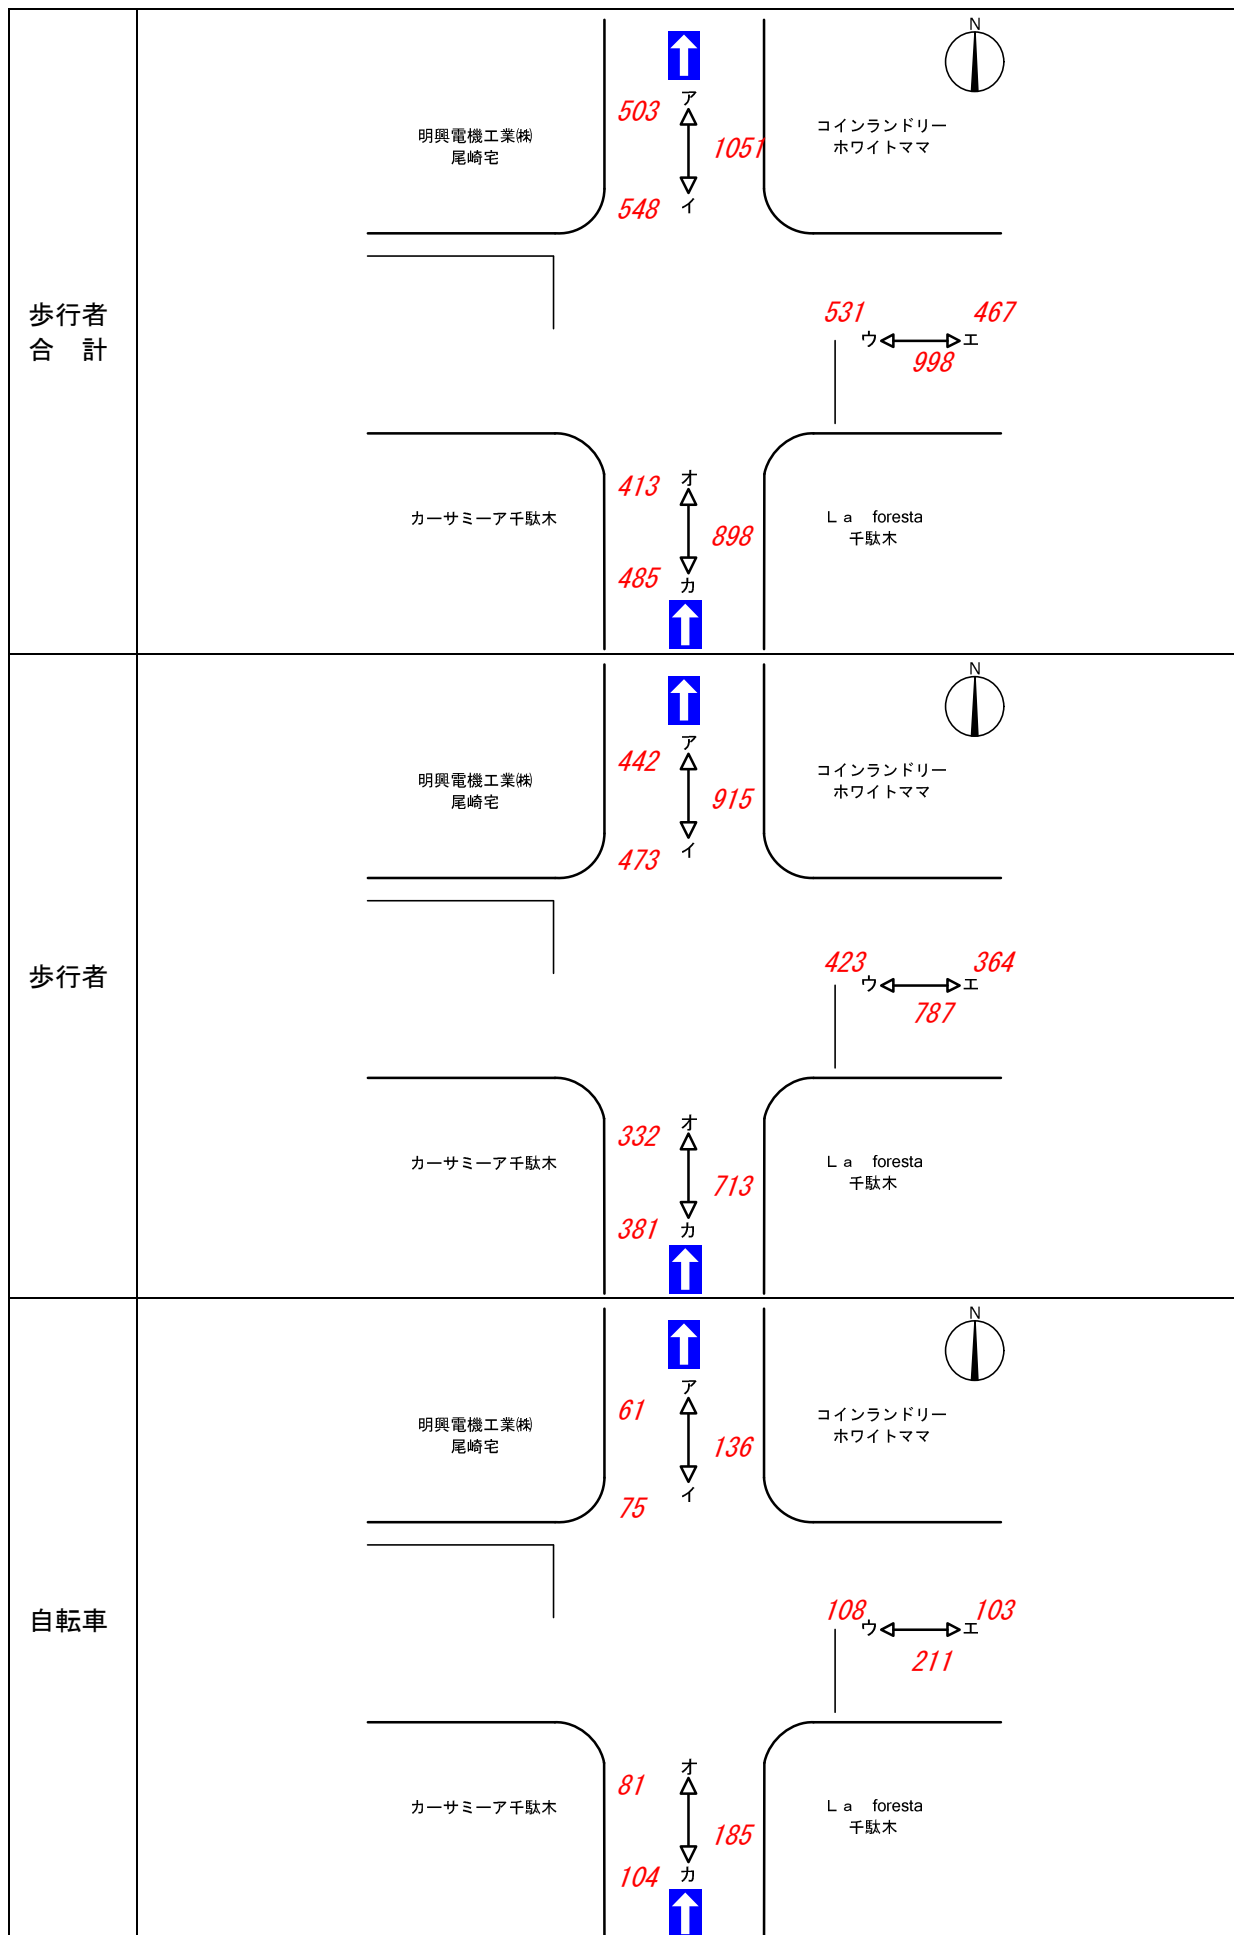 歩行者
合　計
N
503
ア
1051
548
イ
明興電機工業㈱
尾崎宅
コインランドリー
ホワイトママ
531
467
ウ
エ
998
413
オ
898
485
カ
カーサミーア千駄木
Ｌａ　foresta
千駄木
歩行者
N
442
ア
915
473
イ
明興電機工業㈱
尾崎宅
コインランドリー
ホワイトママ
423
364
ウ
エ
787
332
オ
713
381
カ
カーサミーア千駄木
Ｌａ　foresta
千駄木
自転車
N
61
ア
136
75
イ
明興電機工業㈱
尾崎宅
コインランドリー
ホワイトママ
108
103
ウ
エ
211
81
オ
185
104
カ
カーサミーア千駄木
Ｌａ　foresta
千駄木